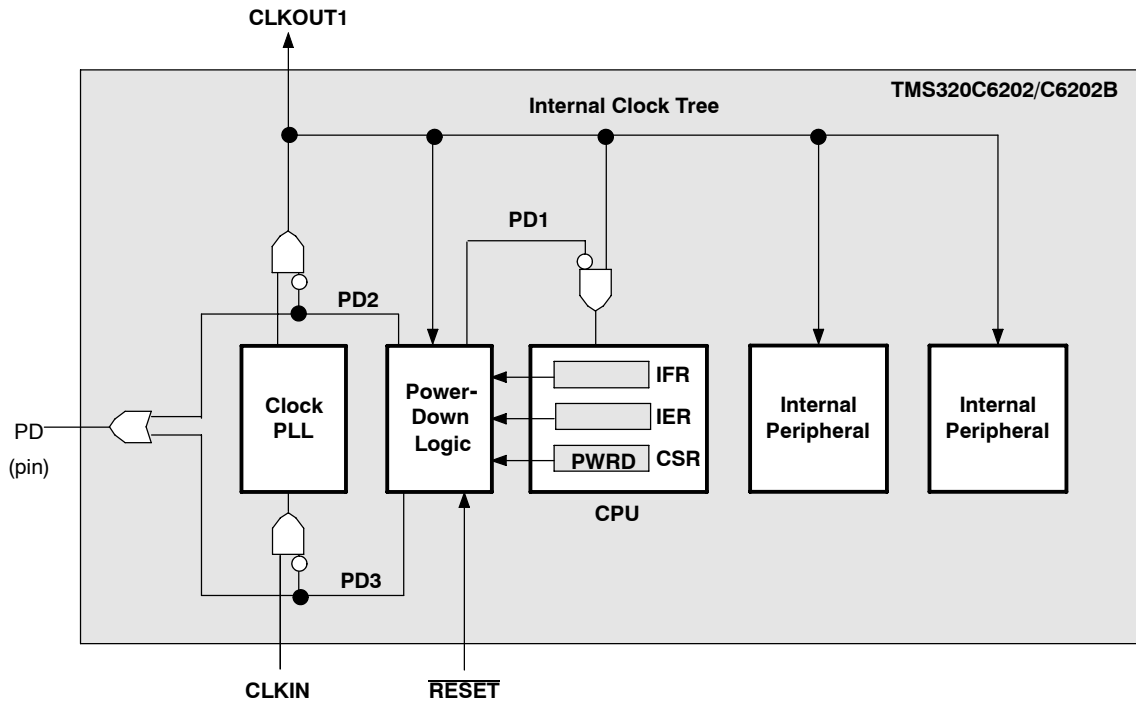 CLKOUT1
TMS320C6202/C6202B
Internal Clock Tree
PD1
PD2
IFR
Clock
PLL
Power-
Down
Logic
IER
Internal
Peripheral
Internal
Peripheral
PD
(pin)
PWRD
CSR
CPU
PD3
CLKIN
RESET